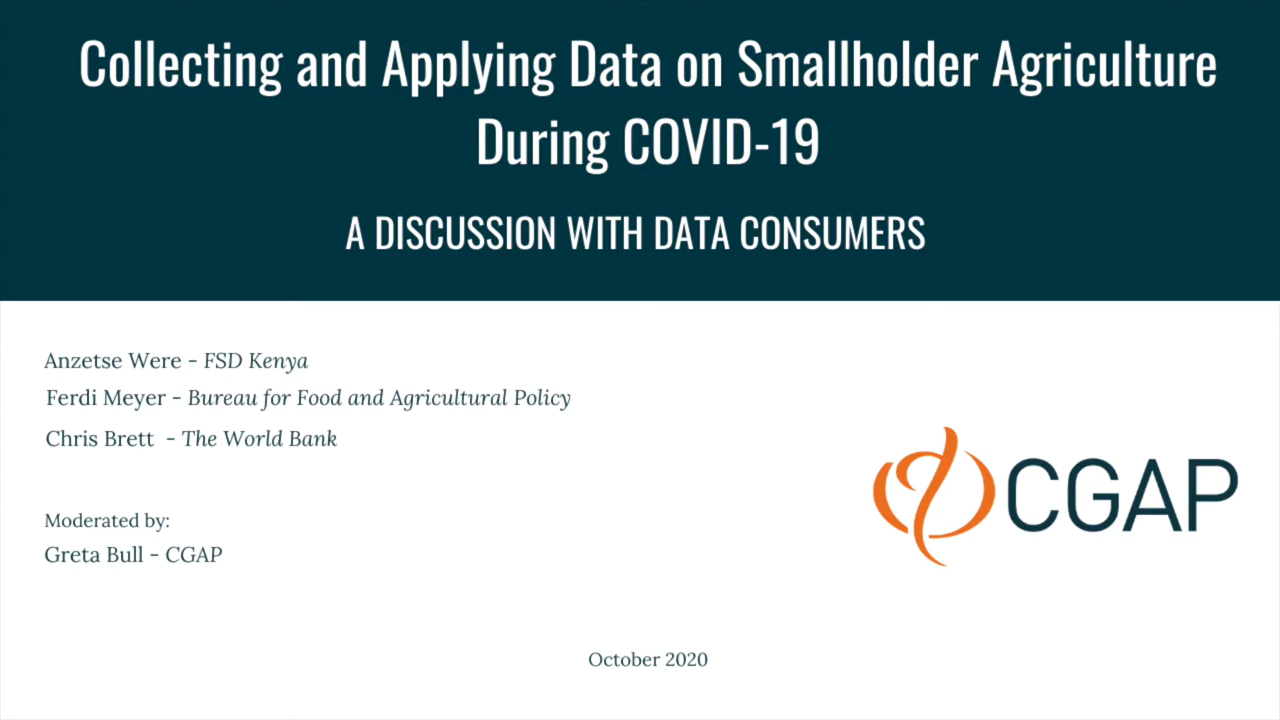 Collecting and Applying Data on Smallholder Agriculture
During COVID-19
A DISCUSSION WITH DATA CONSUMERS
Anzetse Were - FSD Kenya
Ferdi Meyer - Bureau for Food and Agricultural Policy
Chris Brett - The World Bank
Moderated by:
Greta Bull - CGAP
CGAP
October 2020